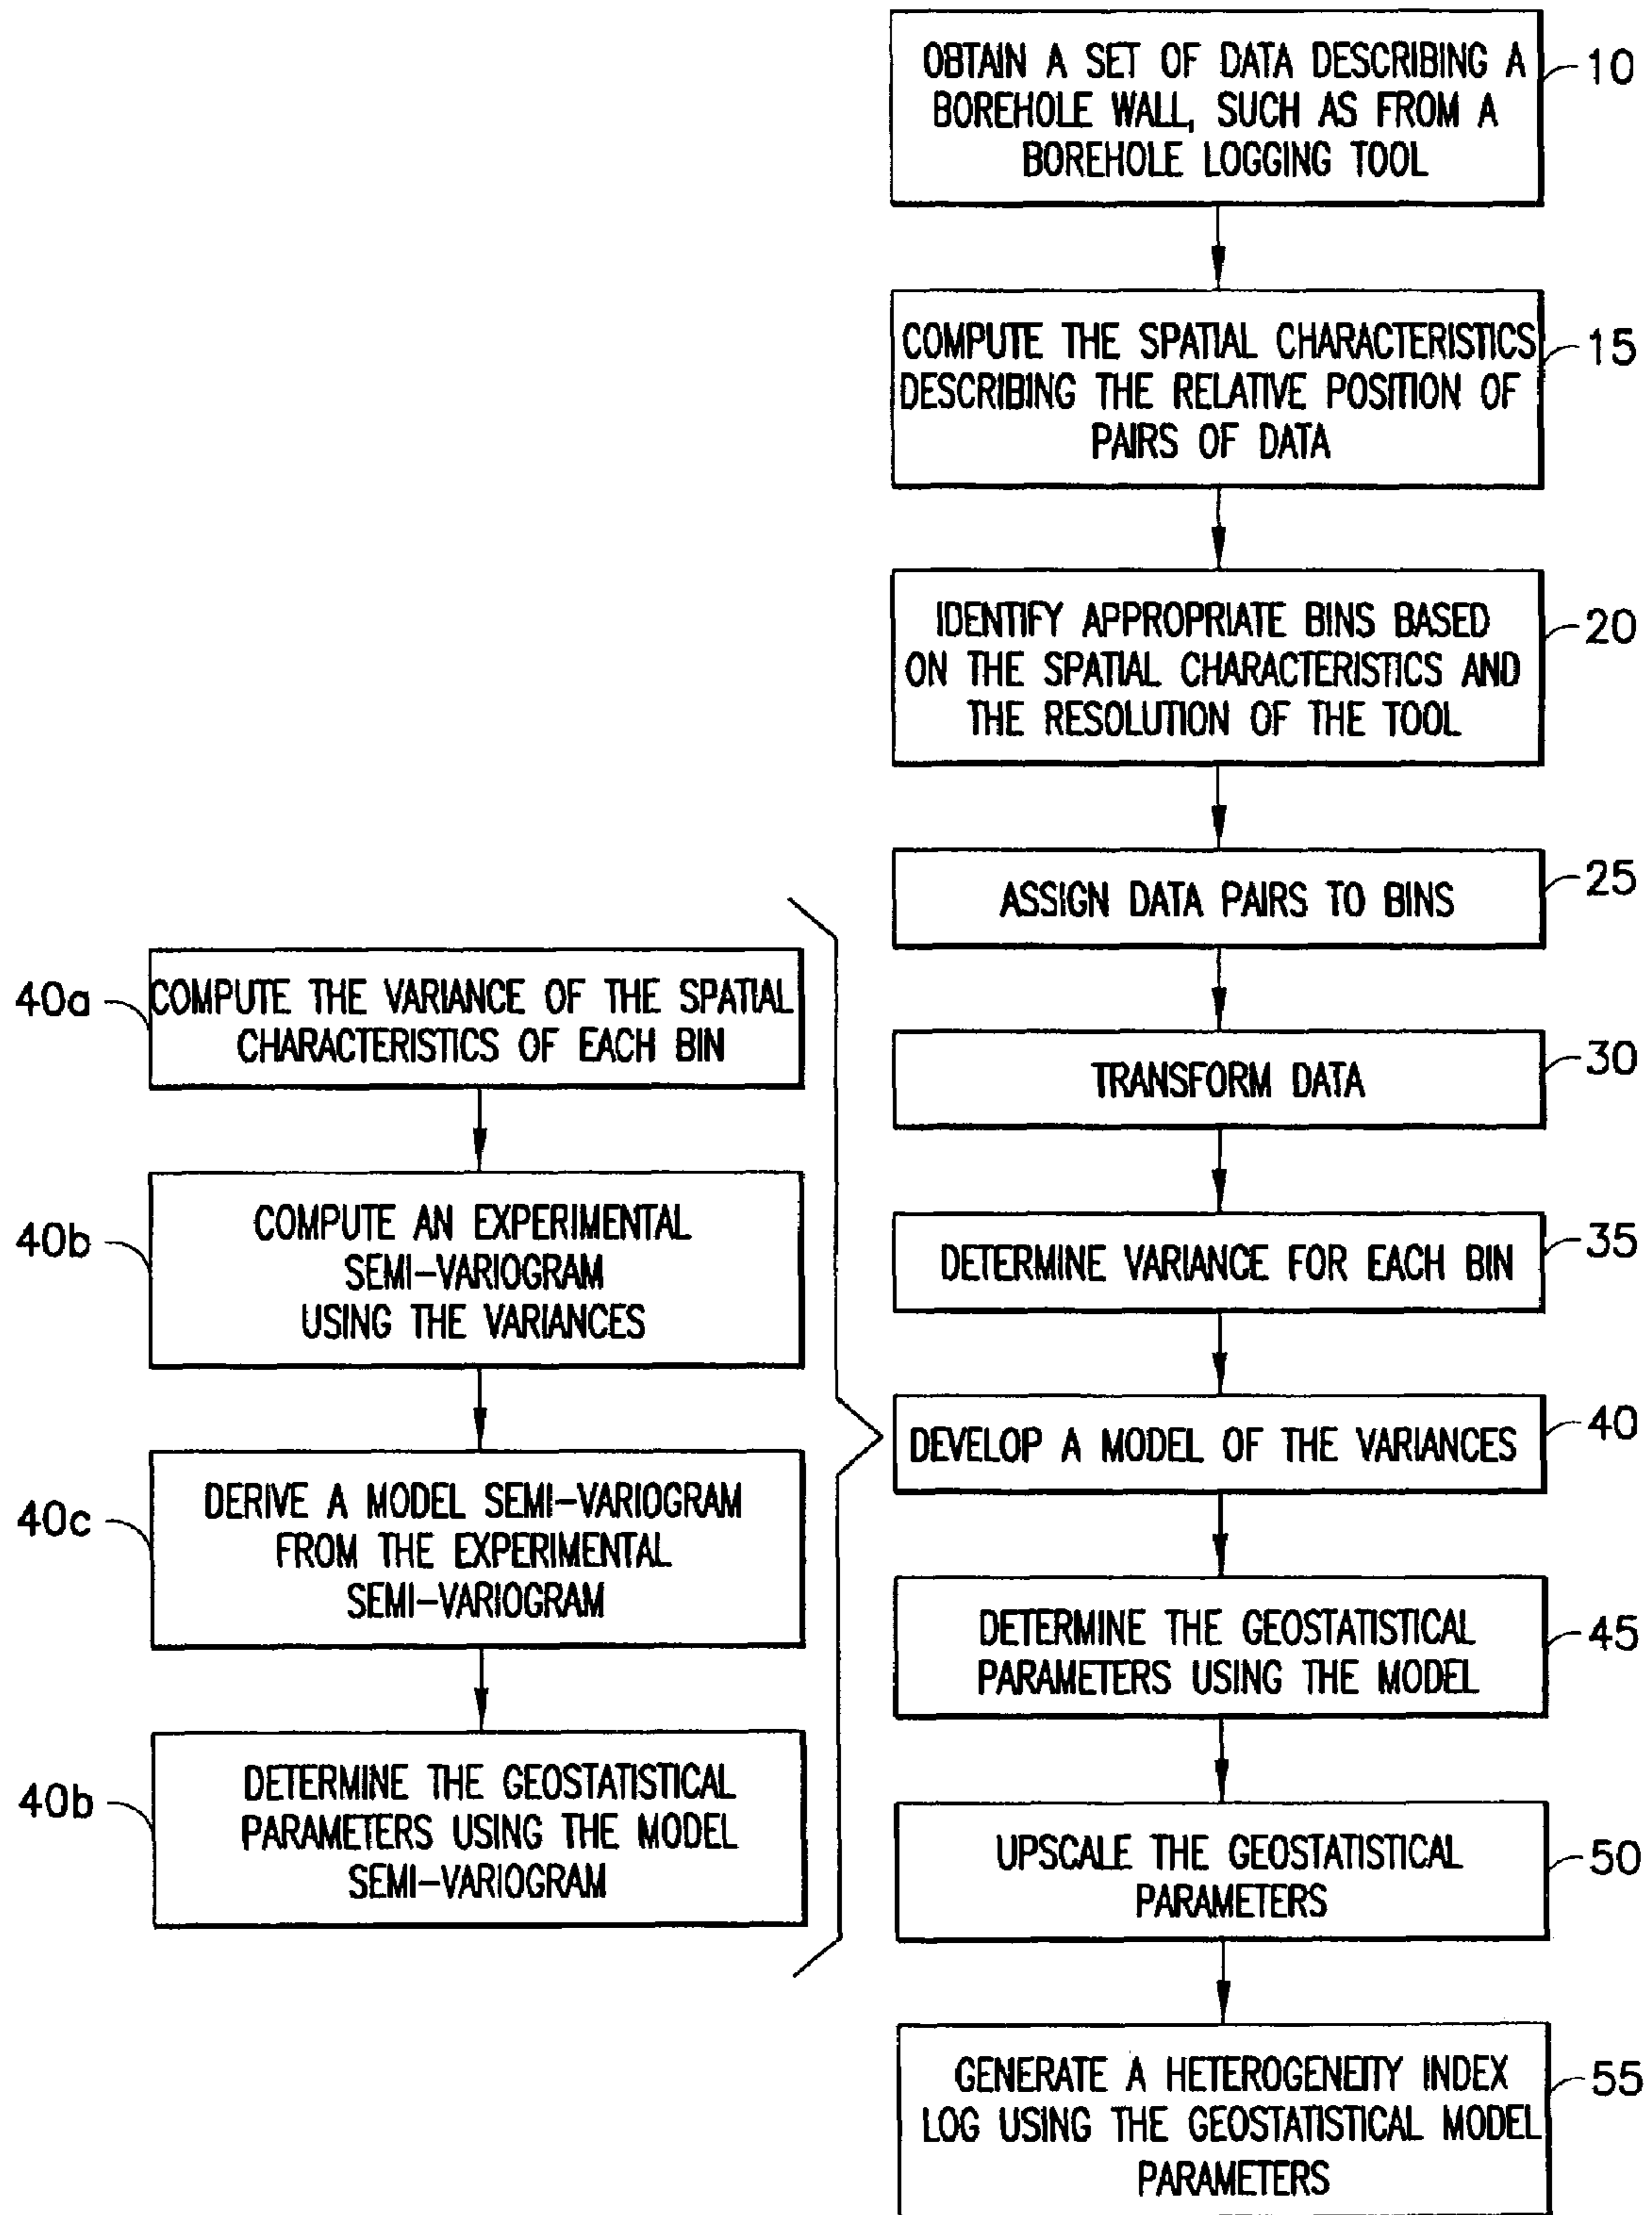 OBTAIN A SET OF DATA DESCRIBING A
BOREHOLE WALL, SUCH AS FROM A
BOREHOLE LOGGING TOOL
10
COMPUTE THE SPATIAL CHARACTERISTICS
DESCRIBING THE RELATIVE POSITION OF
PAIRS OF DATA
15
IDENTIFY APPROPRIATE BINS BASED
ON THE SPATIAL CHARACTERISTICS AND
THE RESOLUTION OF THE TOOL
20
ASSIGN DATA PAIRS TO BINS
25
TRANSFORM DATA
30
DETERMINE VARIANCE FOR EACH BIN
35
DEVELOP A MODEL OF THE VARIANCES
40
40a
COMPUTE THE VARIANCE OF THE SPATIAL
CHARACTERISTICS OF EACH BIN
40b
COMPUTE AN EXPERIMENTAL
SEMI-VARIOGRAM
USING THE VARIANCES
40c
DERIVE A MODEL SEMI-VARIOGRAM
FROM THE EXPERIMENTAL
SEMI-VARIOGRAM
40b
DETERMINE THE GEOSTATISTICAL
PARAMETERS USING THE MODEL
SEMI-VARIOGRAM
DETERMINE THE GEOSTATISTICAL
PARAMETERS USING THE MODEL
45
UPSCALE THE GEOSTATISTICAL
PARAMETERS
50
GENERATE A HETEROGENEITY INDEX
LOG USING THE GEOSTATISTICAL MODEL
PARAMETERS
55